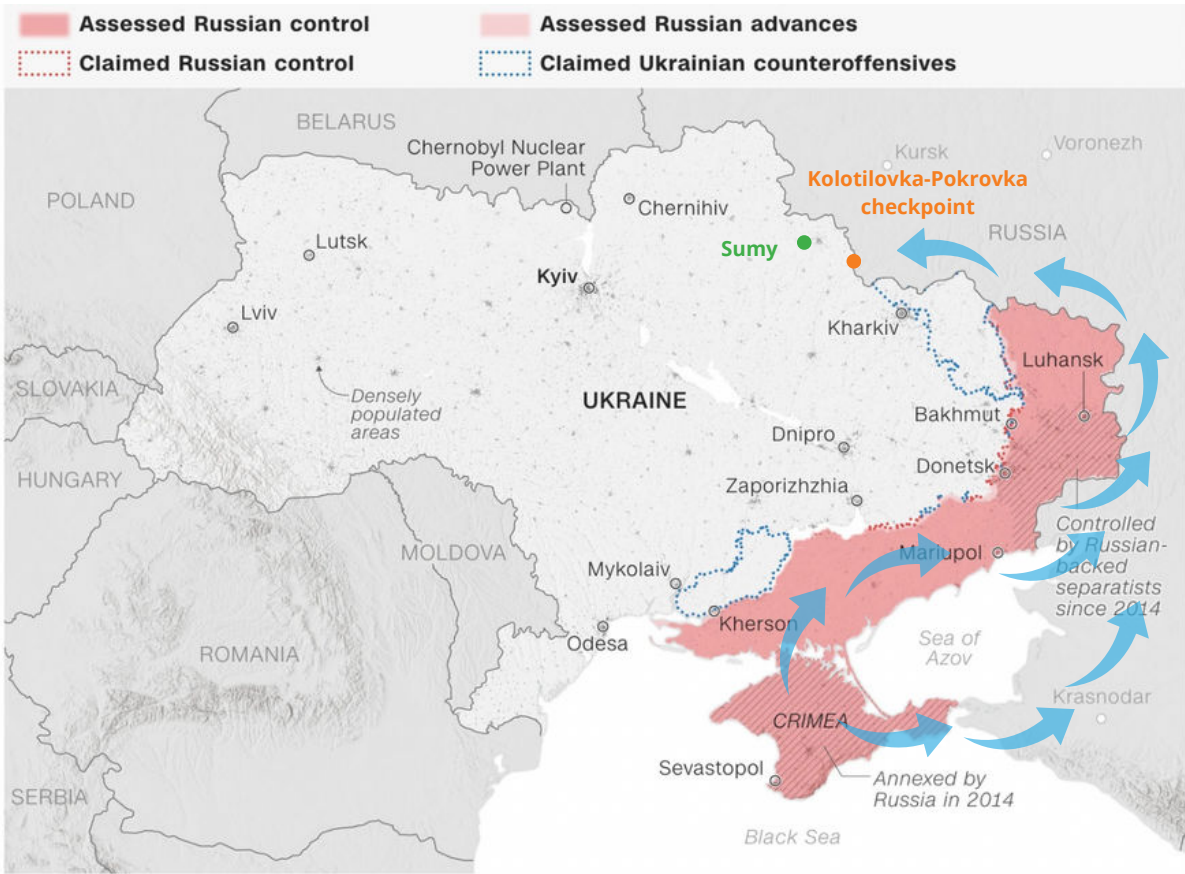 Assessed Russian control
Assessed Russian advances
Claimed Russian control
Claimed Ukrainian counteroffensives
BELARUS
Chernobyl Nuclear
Power Plant
Kursk
Voronezh
Kolotilovka-Pokrovka
checkpoint
POLAND
Chernihiv
RUSSIA
Lutsk
Sumy
Kyiv
Lviv
Kharkiv
Luhansk
SLOVAKIA
Densely
populated
areas
UKRAINE
Bakhmut
Dnipro
Donetsk
HUNGARY
Zaporizhzhia
Controlled
by Russian-
backed
separatists
since 2014
MOLDOVA
Mariupol
Mykolaiv
Kherson
Odesa
Sea of
Azov
ROMANIA
Krasnodar
CRIMEA
Sevastopol
Annexed by
Russia in 2014
SERBIA
Black Sea